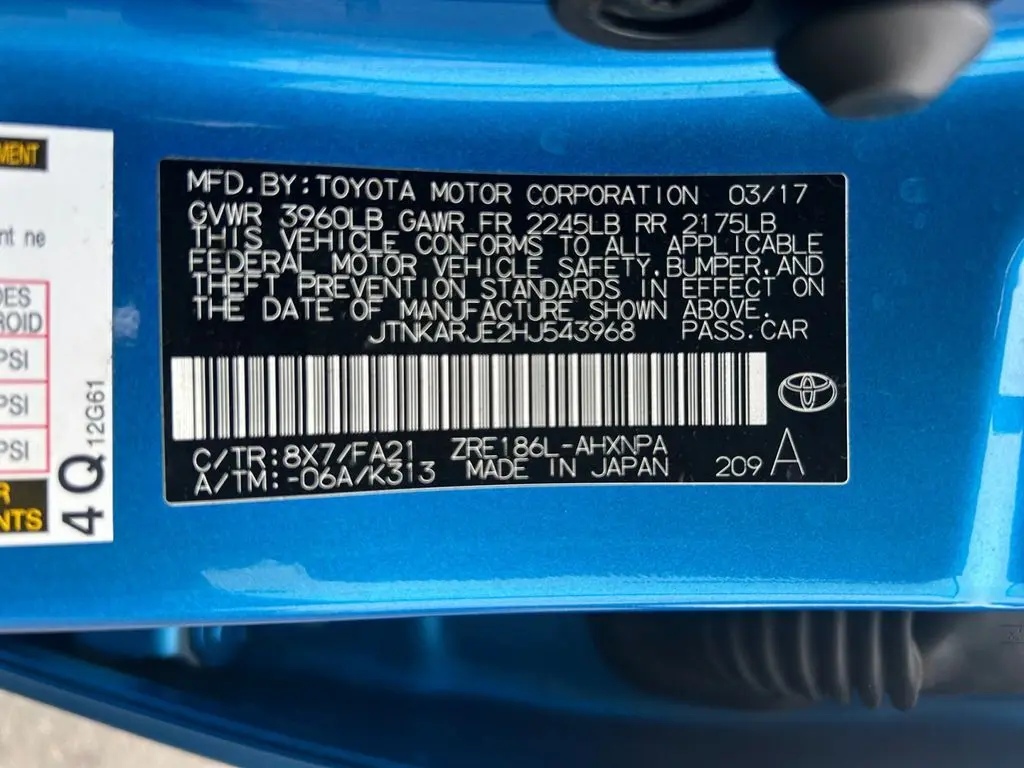 MFD.BY:TOYOTA MOTOR CORPORATION 03/17
GVWR 3960LB GAWR FR 2245LB RR 2175LB
THIS VEHICLE CONFORMS TO ALL APPLICABLE
FEDERAL MOTOR VEHICLE SAFETY,BUMPER,AND
THEFT PREVENTION STANDARDS IN EFFECT ON
THE DATE OF MANUFACTURE SHOWN ABOVE.
JTNKARJE2HJ543968 PASS.CAR
C/TR:8X7/FA21 ZRE186L-AHXNPA
A/TM:-06A/K313 MADE IN JAPAN 209 A
PSI
PSI
PSI
4Q 12G61